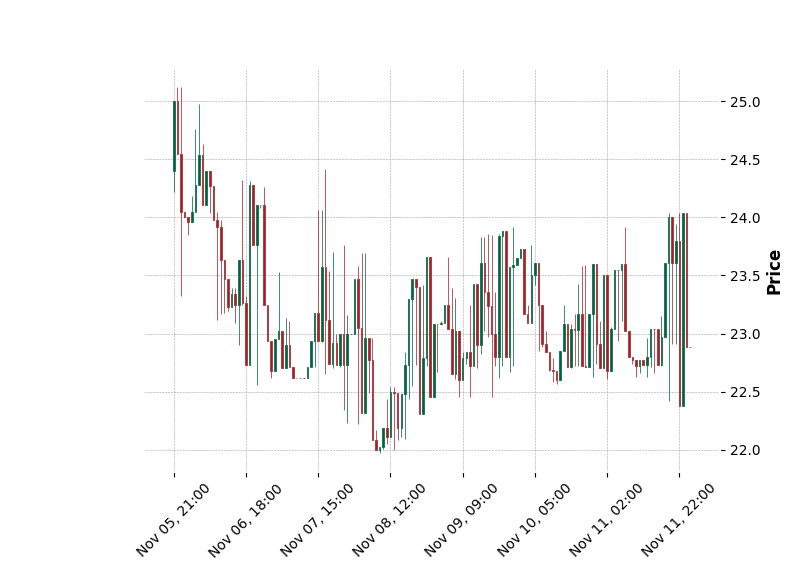 25.0
24.5
24.0
23.5
23.0
22.5
22.0
Price
Nov 05, 21:00
Nov 06, 18:00
Nov 07, 15:00
Nov 08, 12:00
Nov 09, 09:00
Nov 10, 05:00
Nov 11, 02:00
Nov 11, 22:00